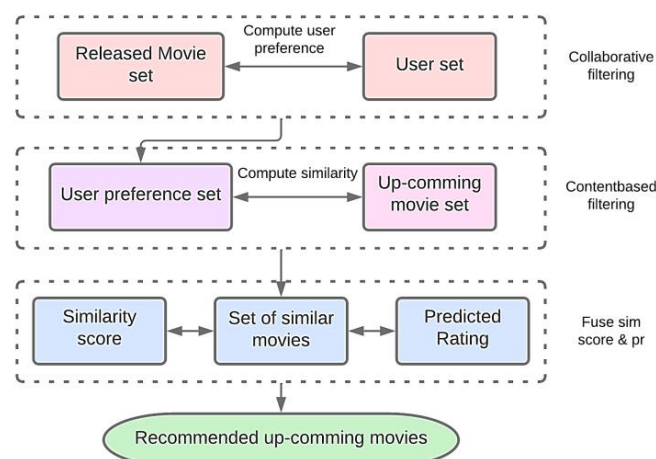 Compute user
preference
Released Movie
set
User set
Collaborative
filtering
Compute similarity
User preference set
Up-comming
movie set
Contentbased
filtering
Similarity
score
Set of similar
movies
Predicted
Rating
Fuse sim
score & pr
Recommended up-comming movies